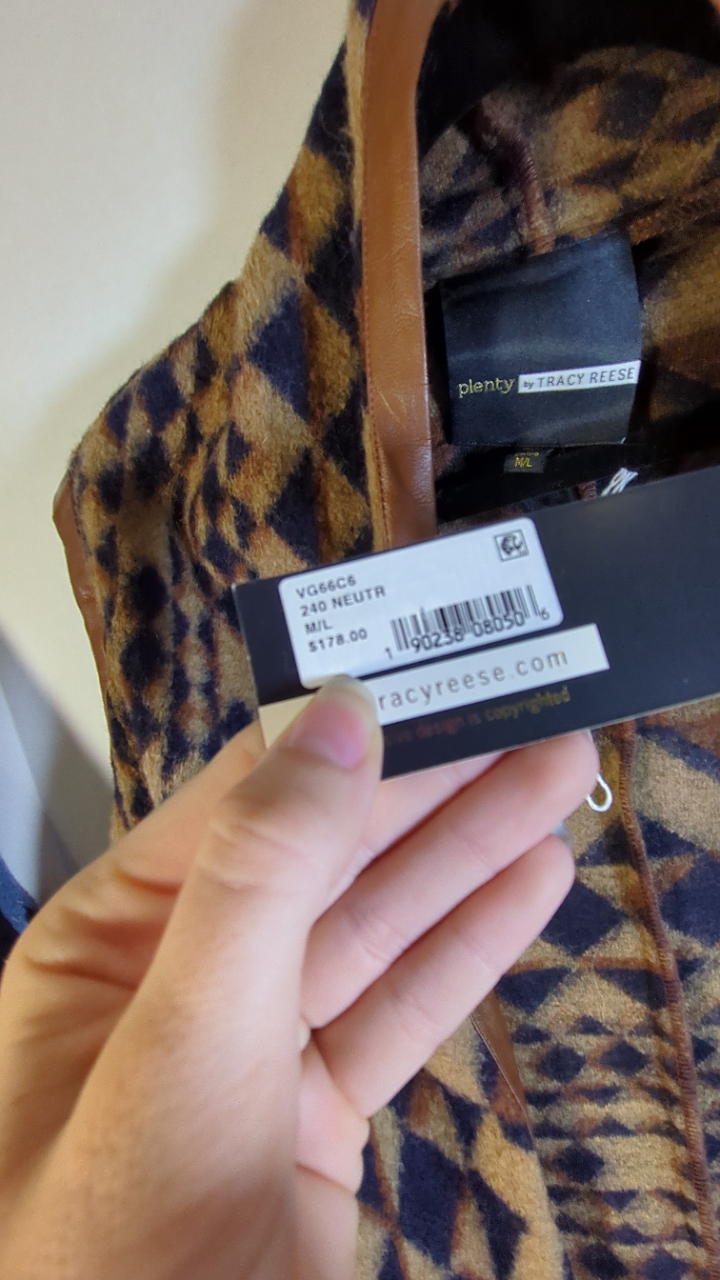 plenty by TRACY REESE
M/L
VG66C6
240 NEUTR
M/L
$178.00
1 90238 08050 6
racyreese.com
design is copyrighted